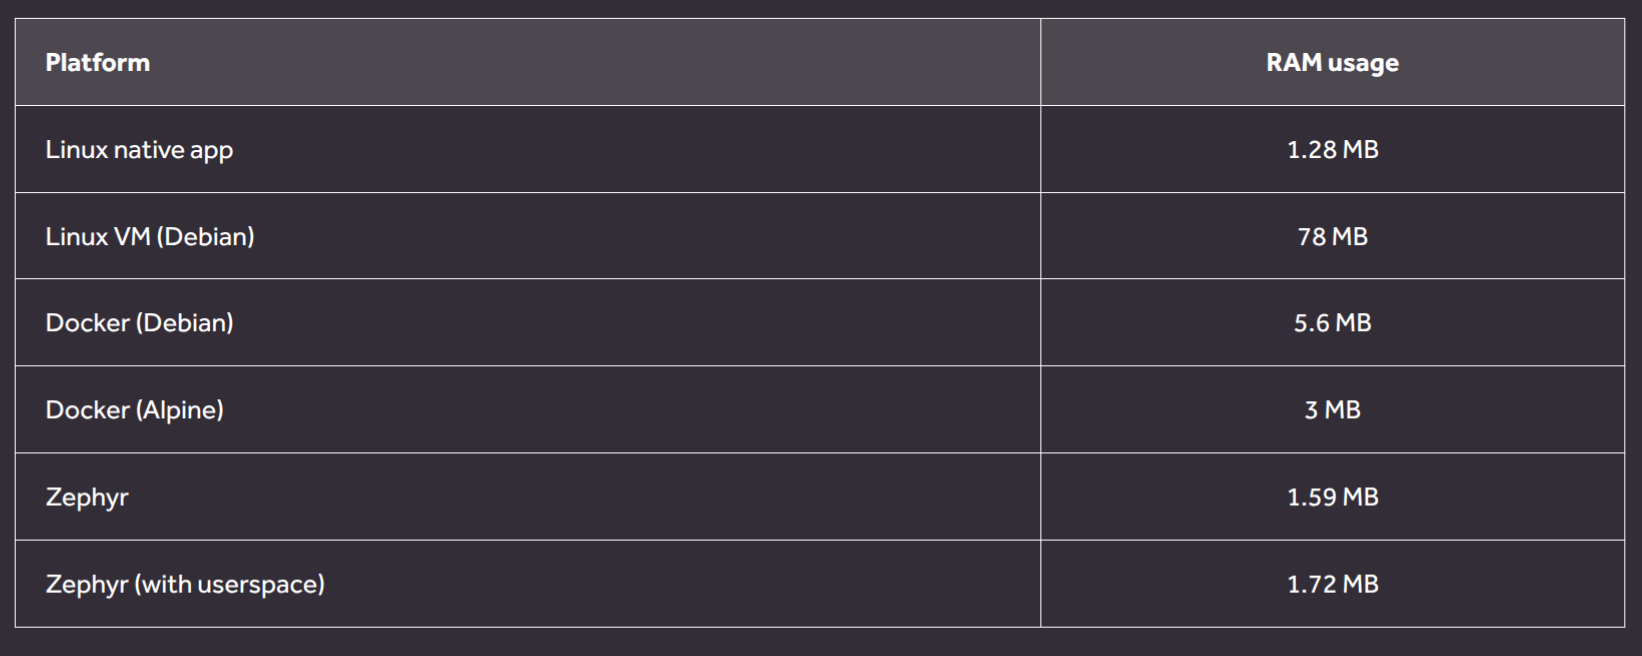 Platform RAM usage
Linux native app 1.28 MB
Linux VM (Debian) 78 MB
Docker (Debian) 5.6 MB
Docker (Alpine) 3 MB
Zephyr 1.59 MB
Zephyr (with userspace) 1.72 MB